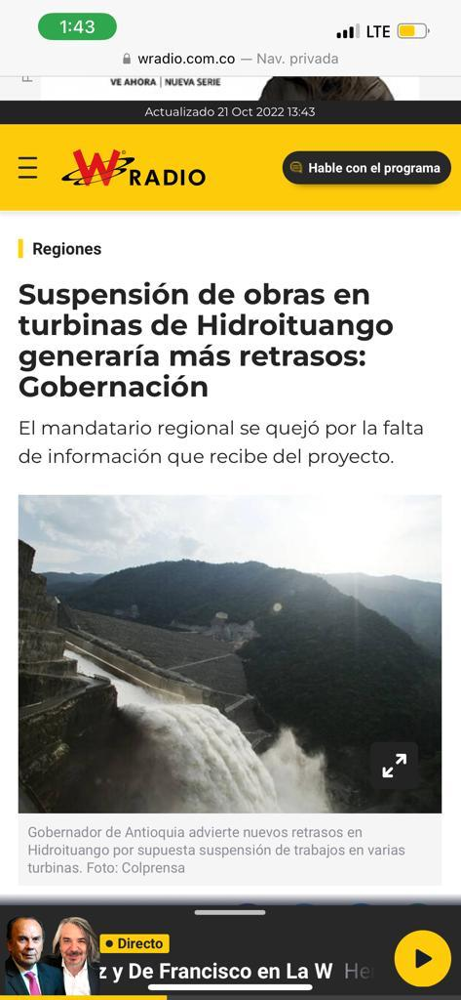 1:43
LTE
wradio.com.co — Nav. privada
VE AHORA | NUEVA SERIE
Actualizado 21 Oct 2022 13:43
W RADIO
Hable con el programa
Regiones
Suspensión de obras en
turbinas de Hidroituango
generaría más retrasos:
Gobernación
El mandatario regional se quejó por la falta
de información que recibe del proyecto.
Gobernador de Antioquia advierte nuevos retrasos en
Hidroituango por supuesta suspensión de trabajos en varias
turbinas. Foto: Colprensa
Directo
z y De Francisco en La W